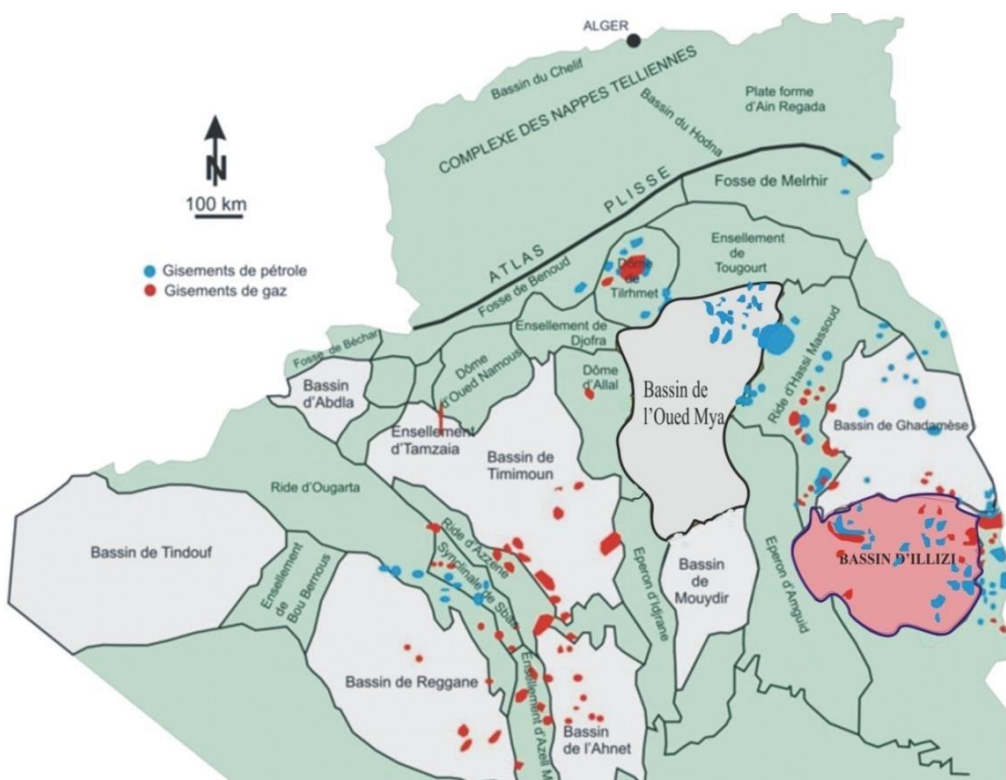 ALGER
Bassin du Chelif
COMPLEXE DES NAPPES TELLIENNES
Bassin du Hodna
Plate forme
d'Ain Regada
N
100 km
Gisements de pétrole
Gisements de gaz
ATLAS PLISSE
Fosse de Melrhir
Fosse de Benoud
Dôme
de
Tilrhmet
Ensellement
de
Tougourt
Fosse de Béchar
Bassin
d'Abdla
Dôme
d'Oued Namous
Ensellement de
Djofra
Dôme
d'Allal
Bassin de
l'Oued Mya
Ride d'Hassi Massoud
Bassin de Ghadamèse
Ensellement
d'Tamzaia
Bassin de
Timimoun
Ride d'Ougarta
Bassin de Tindouf
Ensellement
de
Bou Bernous
Ride d'Azzene
Synclinale de Sbaa
Eperon d'Idjrane
Bassin
de
Mouydir
Eperon d'Amguid
BASSIN D'ILLIZI
Bassin de Reggane
Ensellement d'Azell M
Bassin
de l'Ahnet